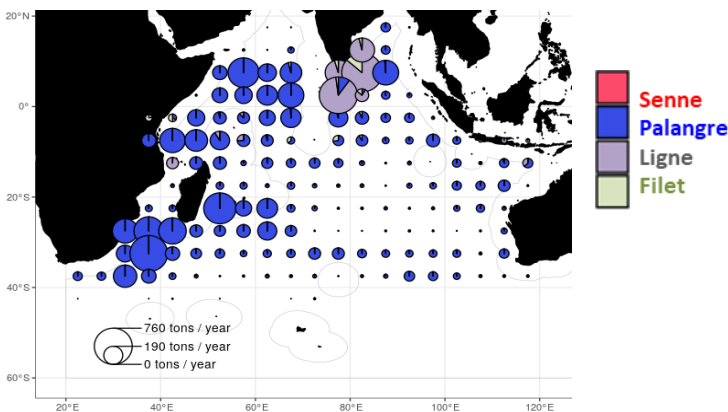 20°N
0°
20°S
40°S
60°S
760 tons / year
190 tons / year
0 tons / year
20°E
40°E
60°E
80°E
100°E
120°E
Senne
Palangre
Ligne
Filet